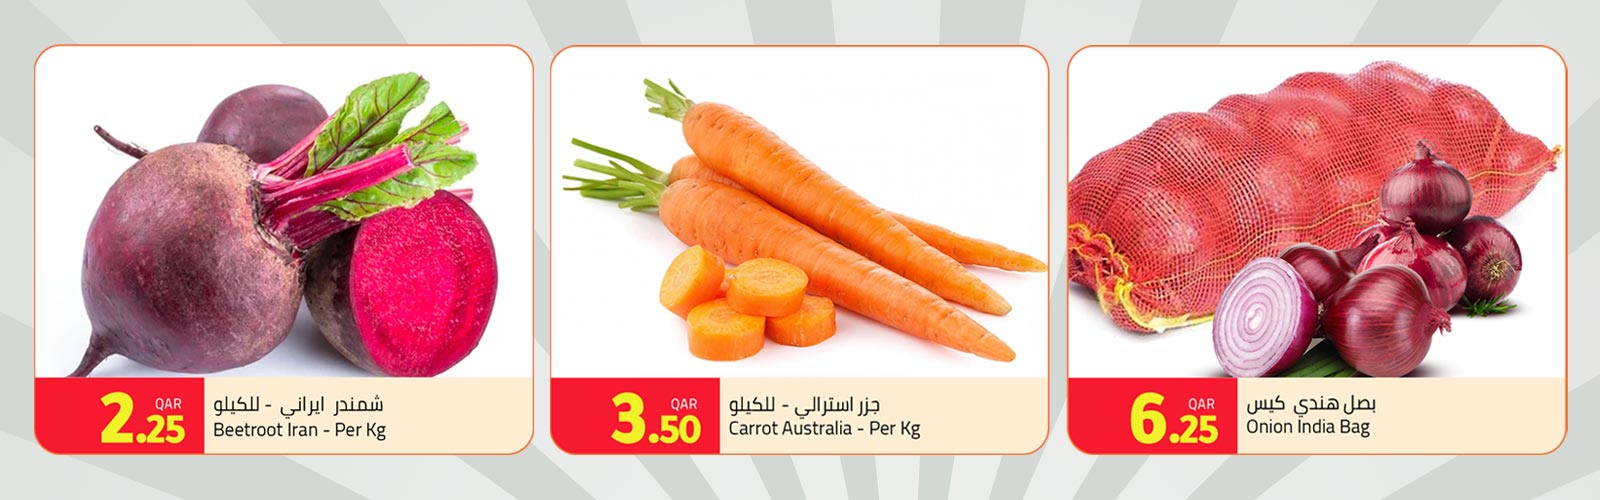 2.25 QAR
شمندر ايراني - للكيلو
Beetroot Iran - Per Kg
3.50 QAR
جزر استرالي - للكيلو
Carrot Australia - Per Kg
6.25 QAR
بصل هندي كيس
Onion India Bag